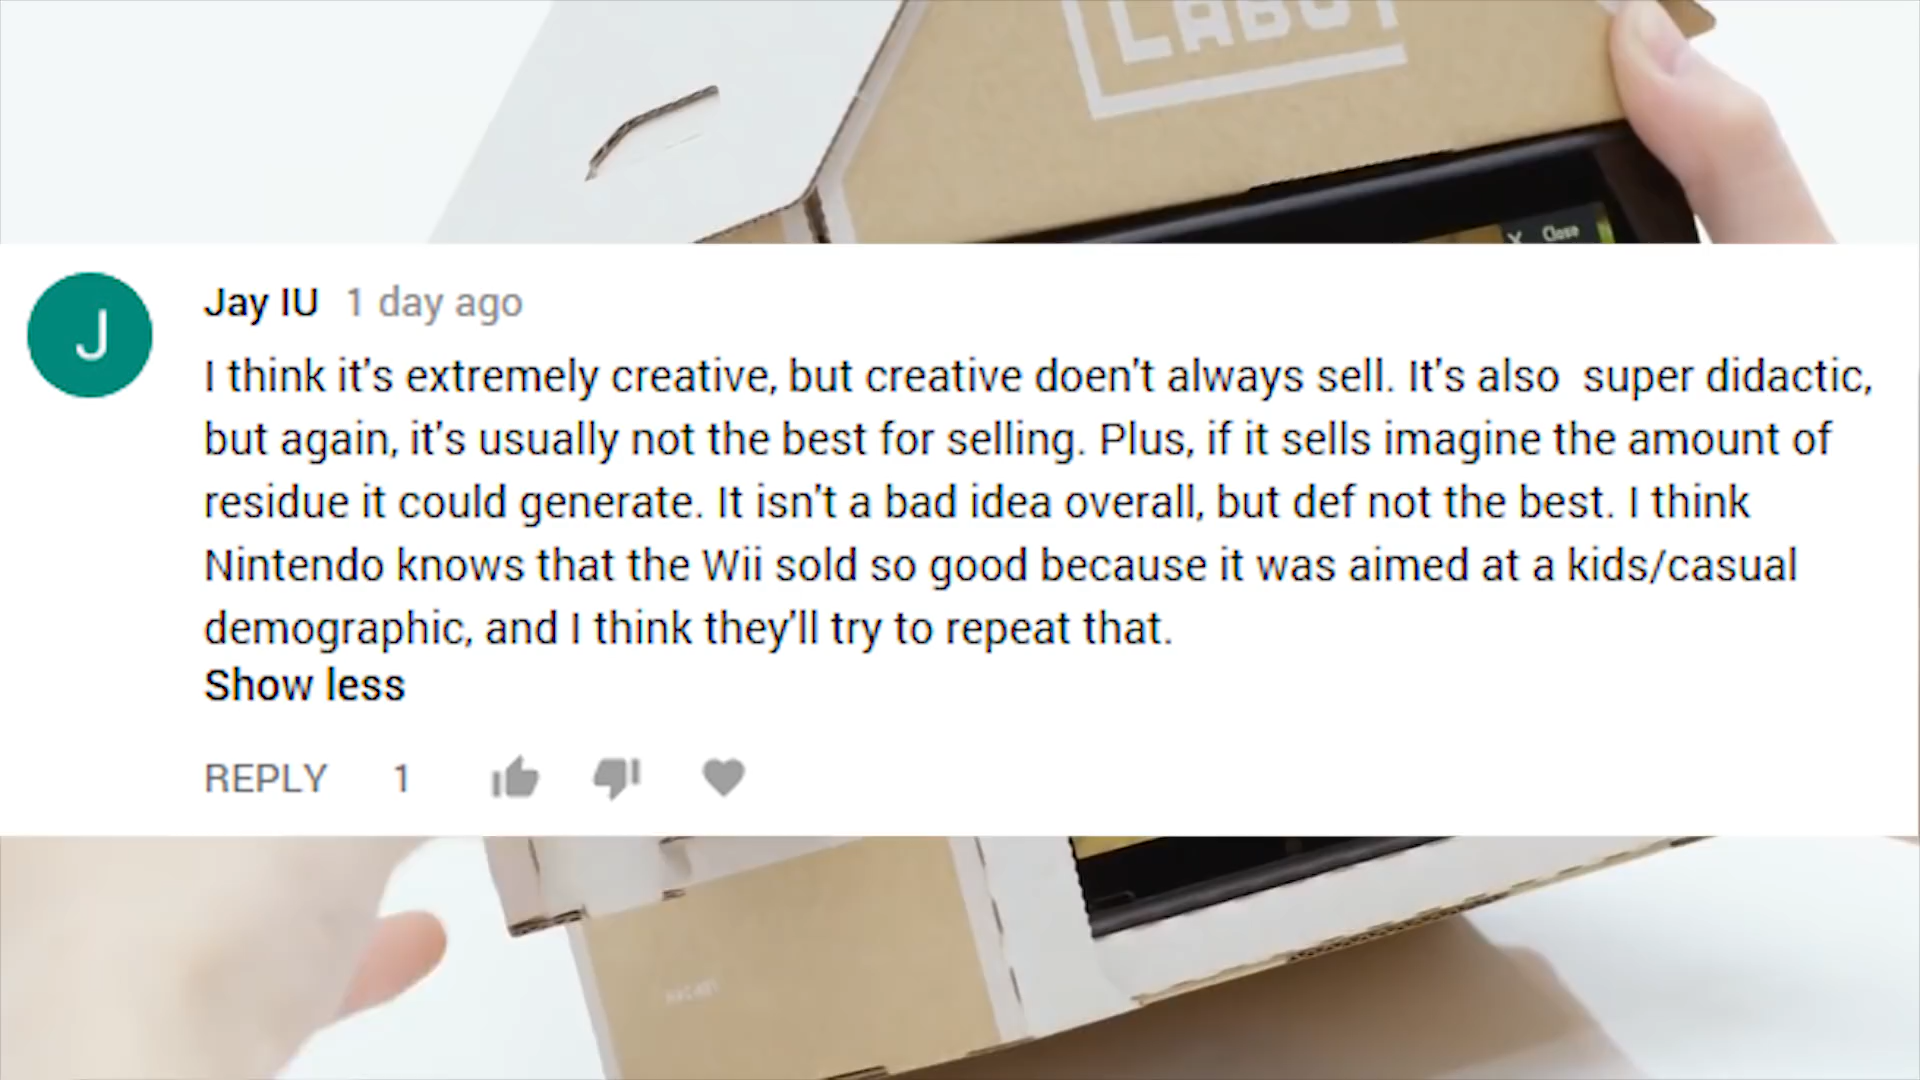 LABO
Close
Jay IU 1 day ago
I think it's extremely creative, but creative doen't always sell. It's also  super didactic,
but again, it's usually not the best for selling. Plus, if it sells imagine the amount of
residue it could generate. It isn't a bad idea overall, but def not the best. I think
Nintendo knows that the Wii sold so good because it was aimed at a kids/casual
demographic, and I think they'll try to repeat that.
Show less
REPLY 1